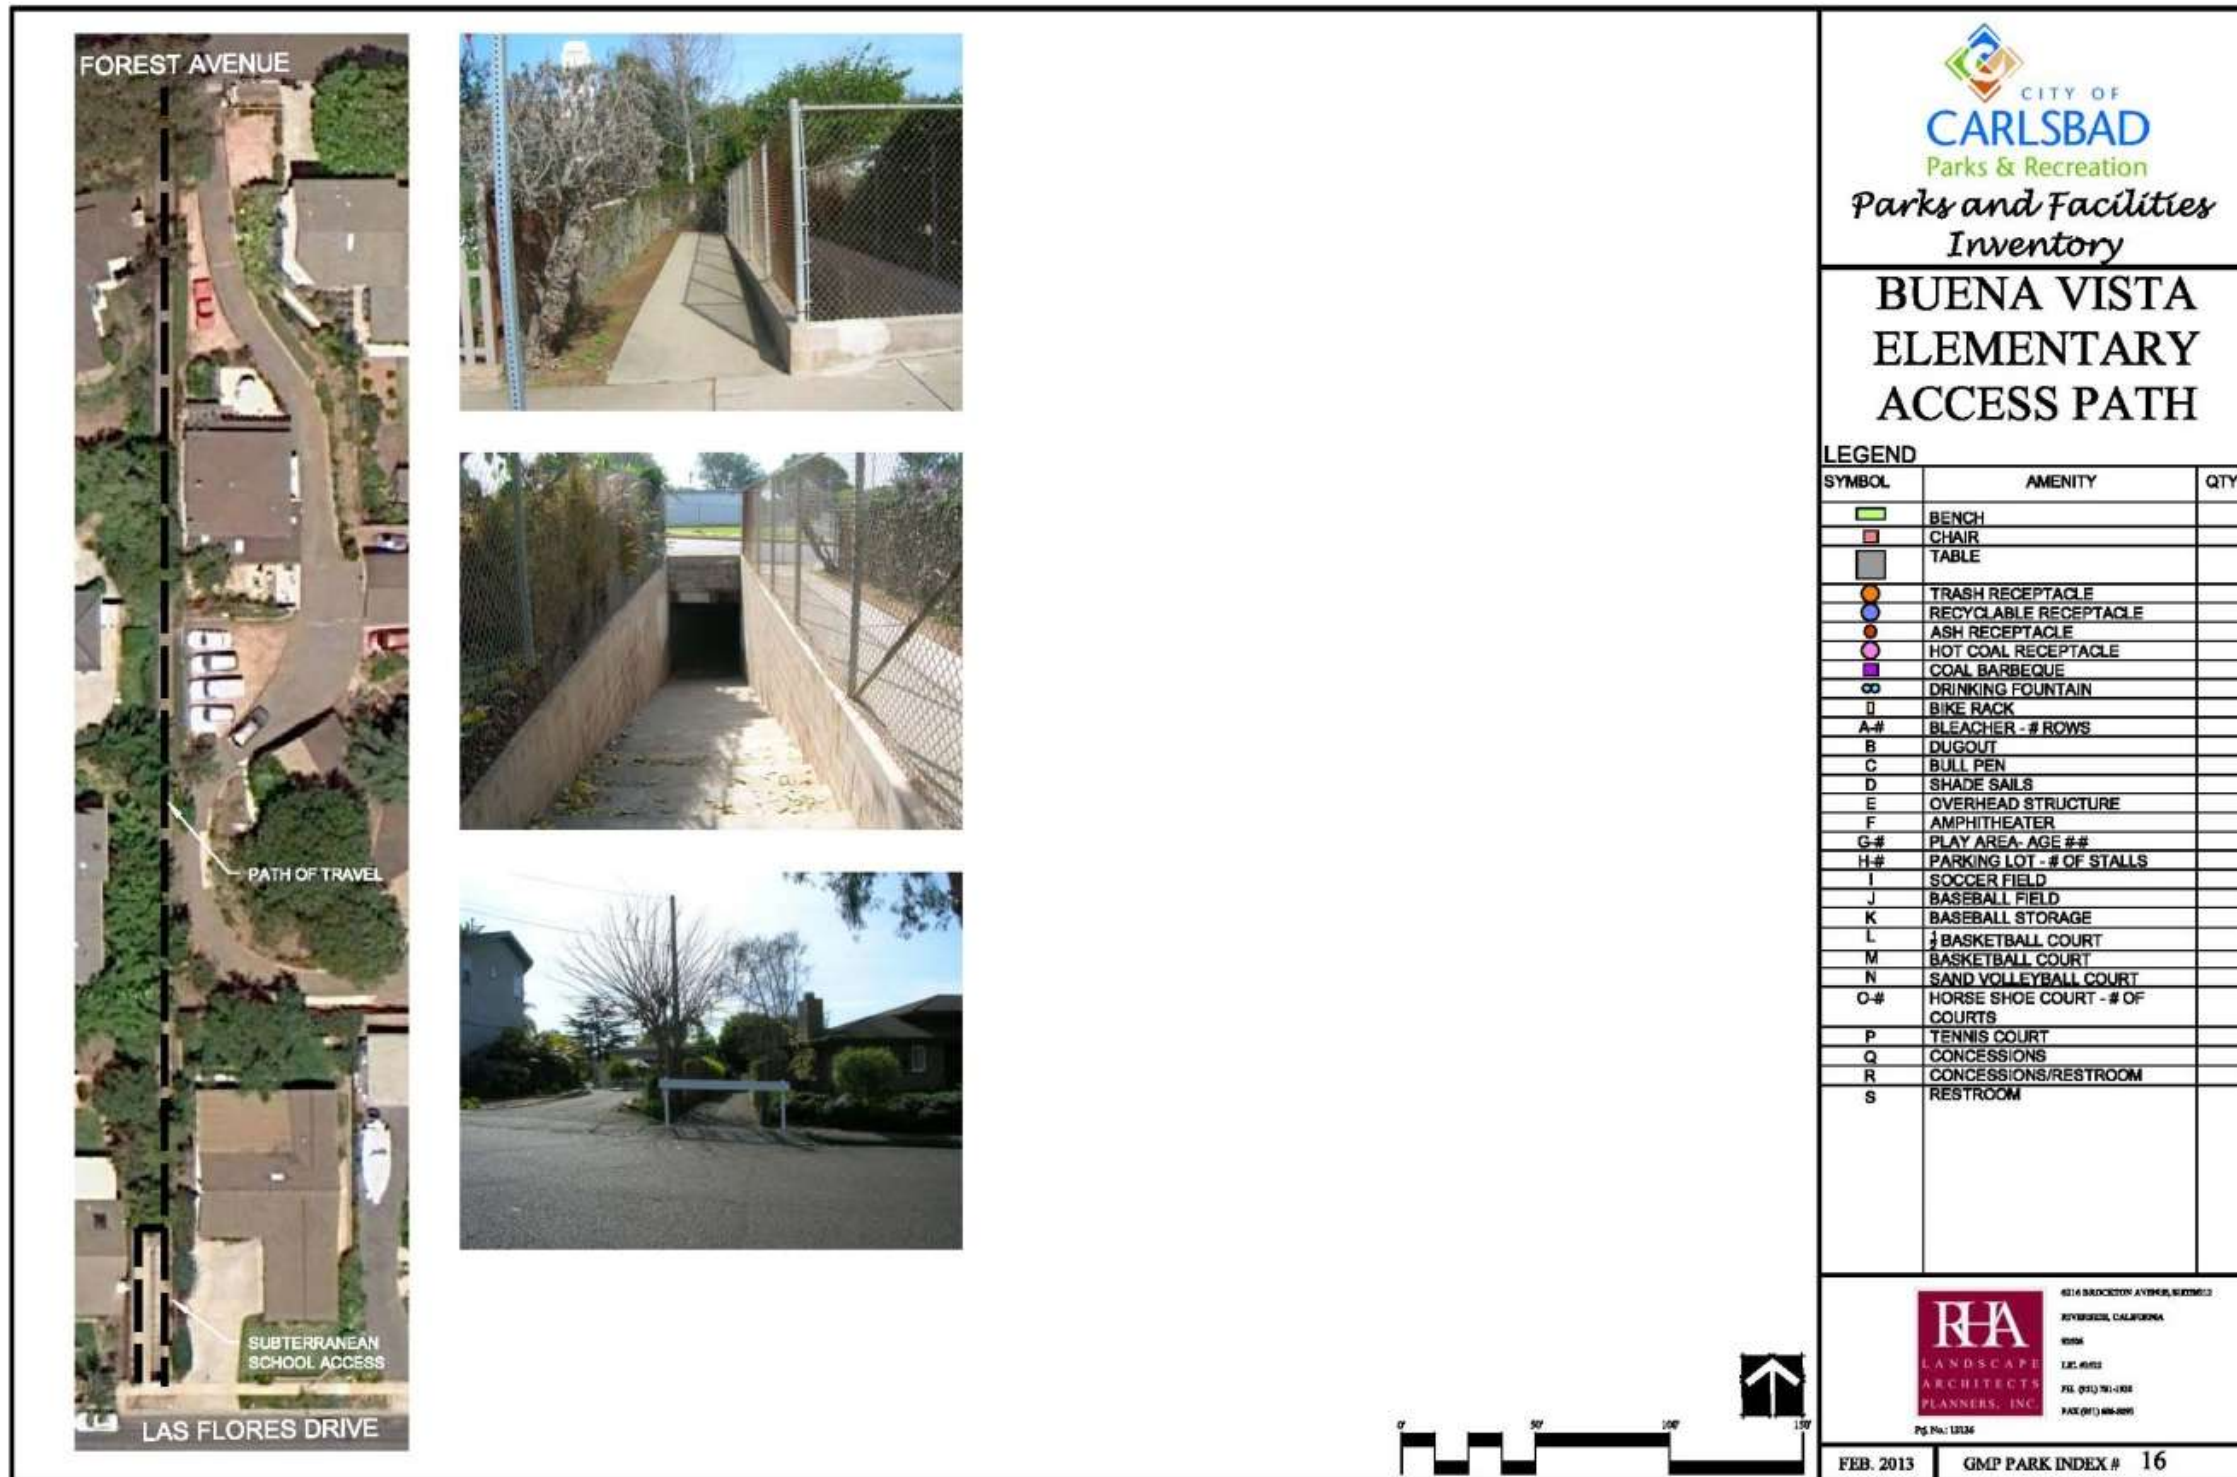 FOREST AVENUE
PATH OF TRAVEL
SUBTERRANEAN
SCHOOL ACCESS
LAS FLORES DRIVE
0'
50'
100'
150'
CITY OF
CARLSBAD
Parks & Recreation
Parks and Facilities
Inventory
BUENA VISTA
ELEMENTARY
ACCESS PATH
LEGEND
SYMBOL AMENITY QTY
BENCH
CHAIR
TABLE
TRASH RECEPTACLE
RECYCLABLE RECEPTACLE
ASH RECEPTACLE
HOT COAL RECEPTACLE
COAL BARBEQUE
DRINKING FOUNTAIN
BIKE RACK
A-# BLEACHER - # ROWS
B DUGOUT
C BULL PEN
D SHADE SAILS
E OVERHEAD STRUCTURE
F AMPHITHEATER
G-# PLAY AREA- AGE ##
H-# PARKING LOT - # OF STALLS
I SOCCER FIELD
J BASEBALL FIELD
K BASEBALL STORAGE
L ½ BASKETBALL COURT
M BASKETBALL COURT
N SAND VOLLEYBALL COURT
O-# HORSE SHOE COURT - # OF
COURTS
P TENNIS COURT
Q CONCESSIONS
R CONCESSIONS/RESTROOM
S RESTROOM
RHA
LANDSCAPE
ARCHITECTS
PLANNERS, INC.
6216 BROCKTON AVENUE,
RIVERSIDE, CALIFORNIA
FEB. 2013
GMP PARK INDEX # 16